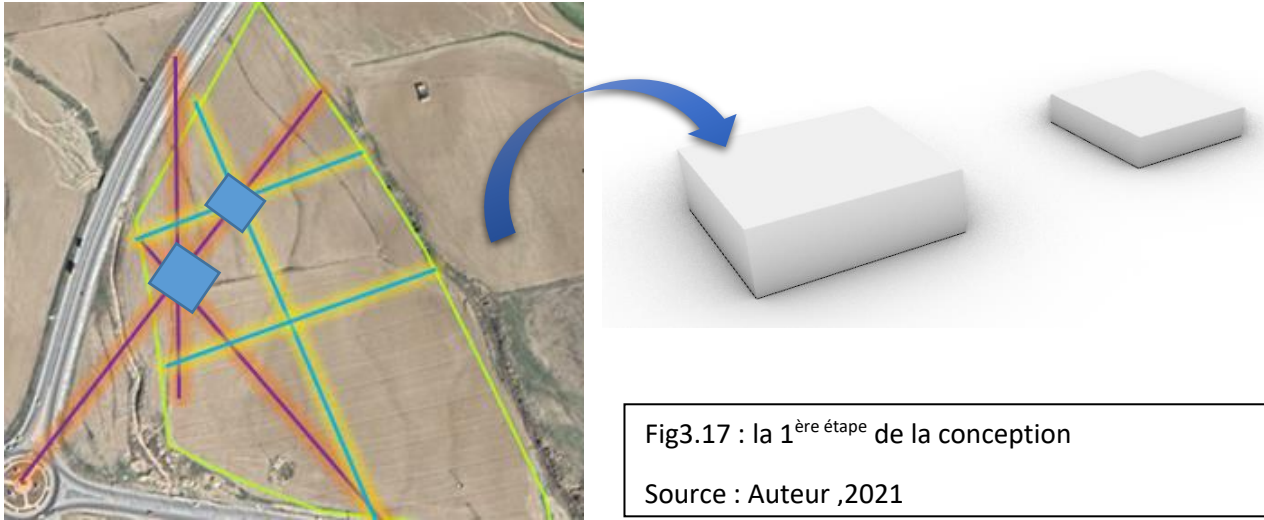 Fig3.17 : la 1ère étape de la conception
Source : Auteur ,2021